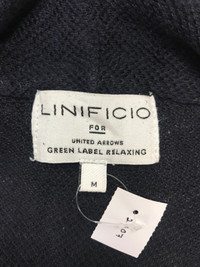 LINIFICIO
FOR
UNITED ARROWS
GREEN LABEL RELAXING
M